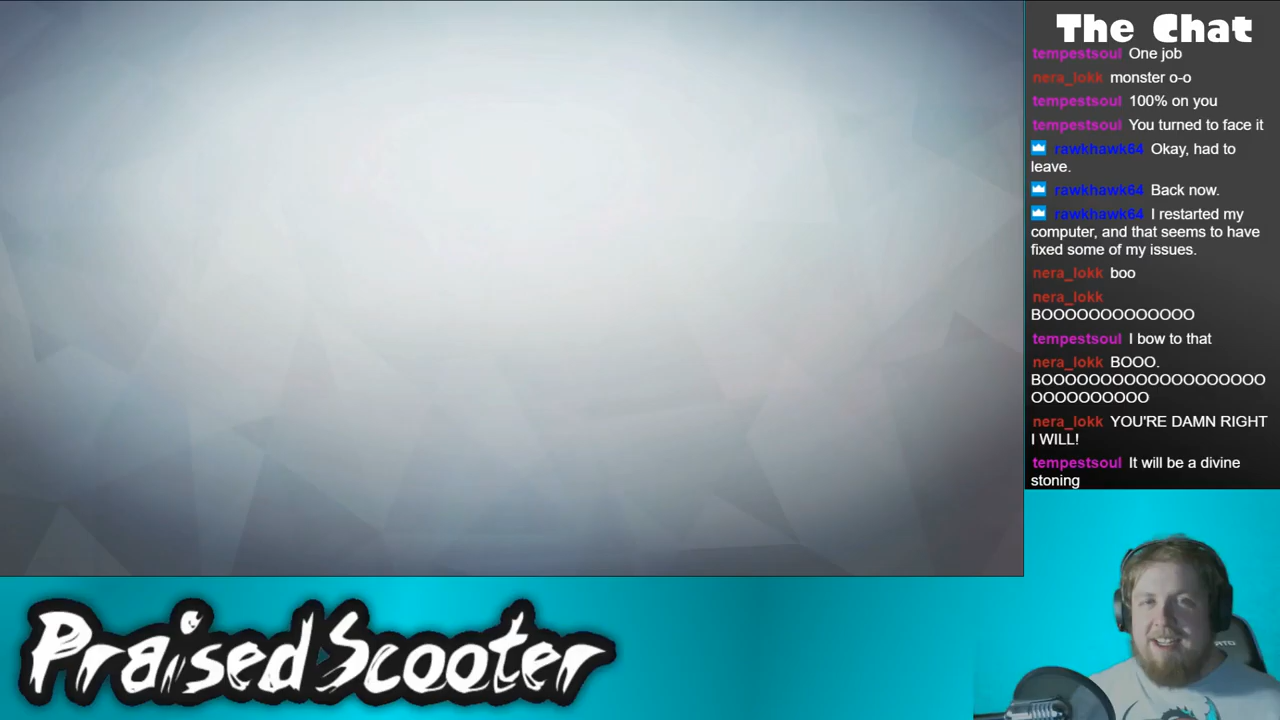 The Chat
tempestsoul One job
nera_lokk monster o-o
tempestsoul 100% on you
tempestsoul You turned to face it
rawkhawk64 Okay, had to
leave.
rawkhawk64 Back now.
rawkhawk64 I restarted my
computer, and that seems to have
fixed some of my issues.
nera_lokk boo
nera_lokk
BOOOOOOOOOOOOO
tempestsoul I bow to that
nera_lokk BOOO.
BOOOOOOOOOOOOOOOOOOO
OOOOOOOOOO
nera_lokk YOU'RE DAMN RIGHT
I WILL!
tempestsoul It will be a divine
stoning
PraisedScooter
RTG